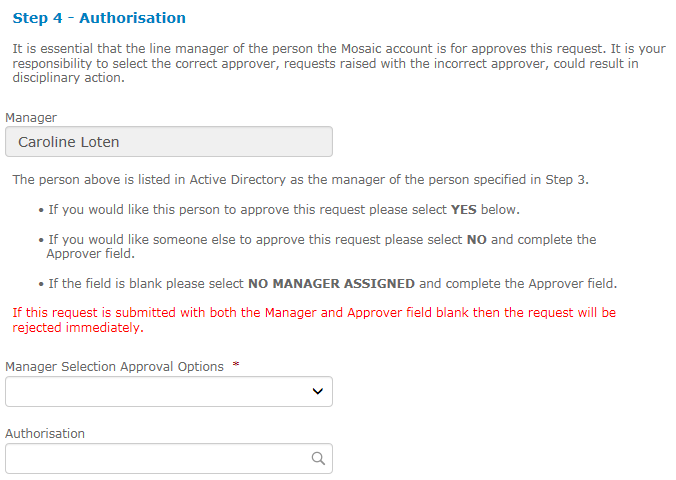 Step 4 - Authorisation
It is essential that the line manager of the person the Mosaic account is for approves this request. It is your
responsibility to select the correct approver, requests raised with the incorrect approver, could result in
disciplinary action.
Manager
Caroline Loten
The person above is listed in Active Directory as the manager of the person specified in Step 3.
• If you would like this person to approve this request please select YES below.
• If you would like someone else to approve this request please select NO and complete the
Approver field.
• If the field is blank please select NO MANAGER ASSIGNED and complete the Approver field.
If this request is submitted with both the Manager and Approver field blank then the request will be
rejected immediately.
Manager Selection Approval Options *
Authorisation